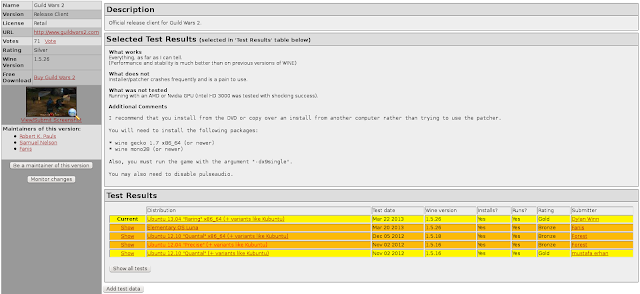 Name Guild Wars 2
Version Release Client
License Retail
URL http://www.guildwars2.com
Votes 71 Vote
Rating Silver
Wine Version 1.5.26
Free Download Buy Guild Wars 2
View/Submit Screenshot
Maintainers of this version:
Robert K. Pauls
Samuel Nelson
Be a maintainer of this version
Monitor changes
Description
Official release client for Guild Wars 2.
Selected Test Results (selected in 'Test Results' table below)
What works
Everything, as far as I can tell.
(Performance and stability is much better than on previous versions of WINE)
What does not
Installer/patcher crashes frequently and is a pain to use.
What was not tested
Running with an AMD or Nvidia GPU (Intel HD 3000 was tested with shocking success).
Additional Comments
I recommend that you install from the DVD or copy over an install from another computer rather than trying to use the patcher.
You will need to install the following packages:
* wine gecko 1.7 x86_64 (or newer)
* wine mono28 (or newer)
Also, you must run the game with the argument "-dx9single".
You may also need to disable pulseaudio.
Test Results
Distribution Test date Wine version Installs? Runs? Rating Submitter
Current Ubuntu 13.04 "Raring" x86_64 (+ variants like Kubuntu) Mar 22 2013 1.5.26 Yes Yes Gold Dylan Winn
Show Elementary OS Luna Mar 20 2013 1.5.26 Yes Yes Bronze
Show Ubuntu 12.10 "Quantal" x86_64 (+ variants like Kubuntu) Dec 05 2012 1.5.18 Yes Yes Bronze Forest
Show Ubuntu 12.04 "Precise" (+ variants like Kubuntu) Nov 02 2012 1.5.16 Yes Yes Bronze Forest
Show Ubuntu 12.10 "Quantal" (+ variants like Kubuntu) Nov 02 2012 1.5.16 Yes Yes Gold mustafa
Show all tests
Add test data